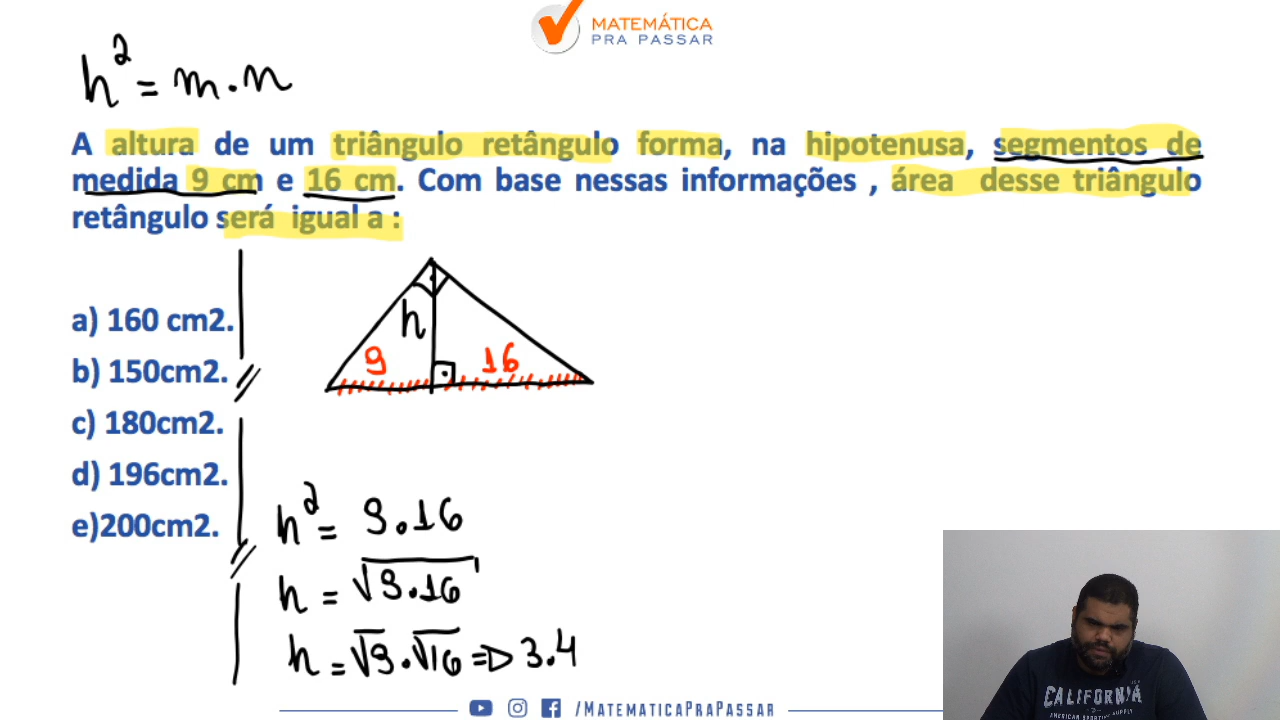 MATEMÁTICA
PRA PASSAR
h² = m.n
A altura de um triângulo retângulo forma, na hipotenusa, segmentos de
medida 9 cm e 16 cm. Com base nessas informações , área desse triângulo
retângulo será igual a :
a) 160 cm2.
b) 150cm2.
c) 180cm2.
d) 196cm2.
e)200cm2.
h
9
16
h² = 9.16
h = √9.16
h = √9.√16 => 3.4
CALIFORNIA
/MATEMATICAPRAPASSAR